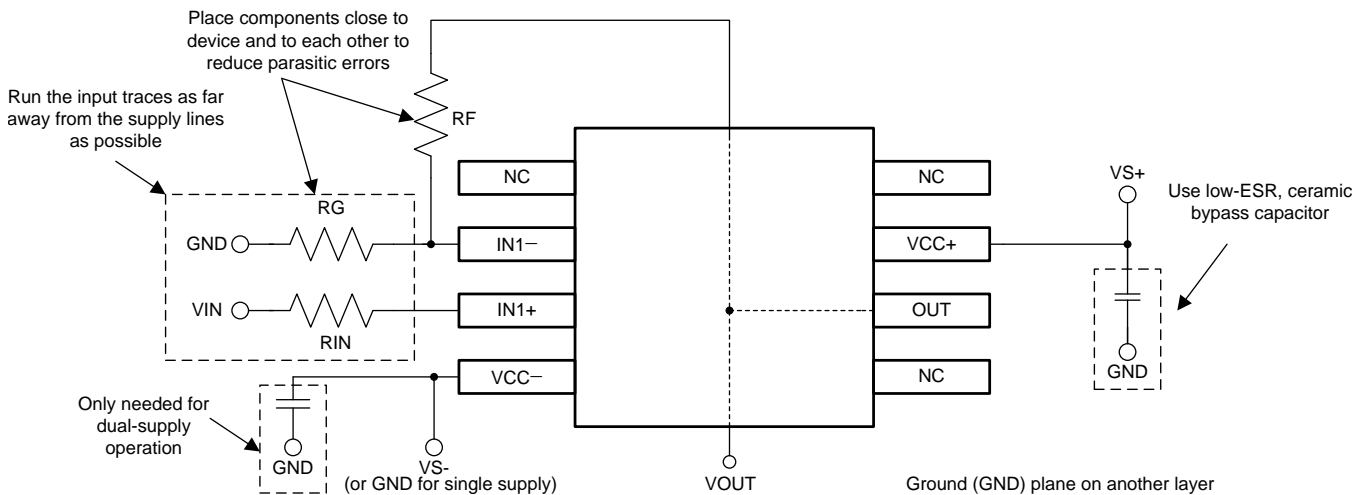 Place components close to
device and to each other to
reduce parasitic errors
Run the input traces as far
away from the supply lines
as possible
RF
NC
NC
VS+
Use low-ESR, ceramic
bypass capacitor
RG
GND
IN1−
VCC+
VIN
IN1+
OUT
RIN
VCC−
NC
GND
Only needed for
dual-supply
operation
GND
VS-
(or GND for single supply)
VOUT
Ground (GND) plane on another layer